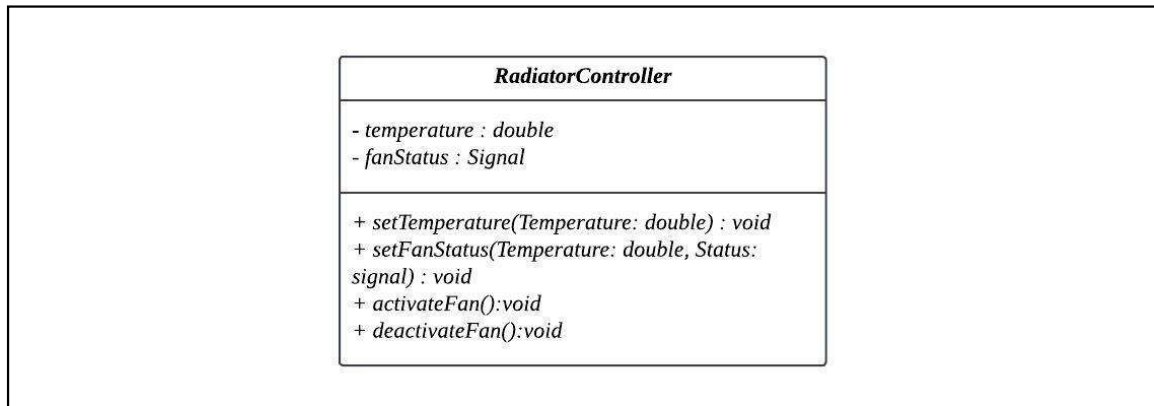 RadiatorController
- temperature : double
- fanStatus : Signal
+ setTemperature(Temperature: double) : void
+ setFanStatus(Temperature: double, Status:
signal) : void
+ activateFan():void
+ deactivateFan():void